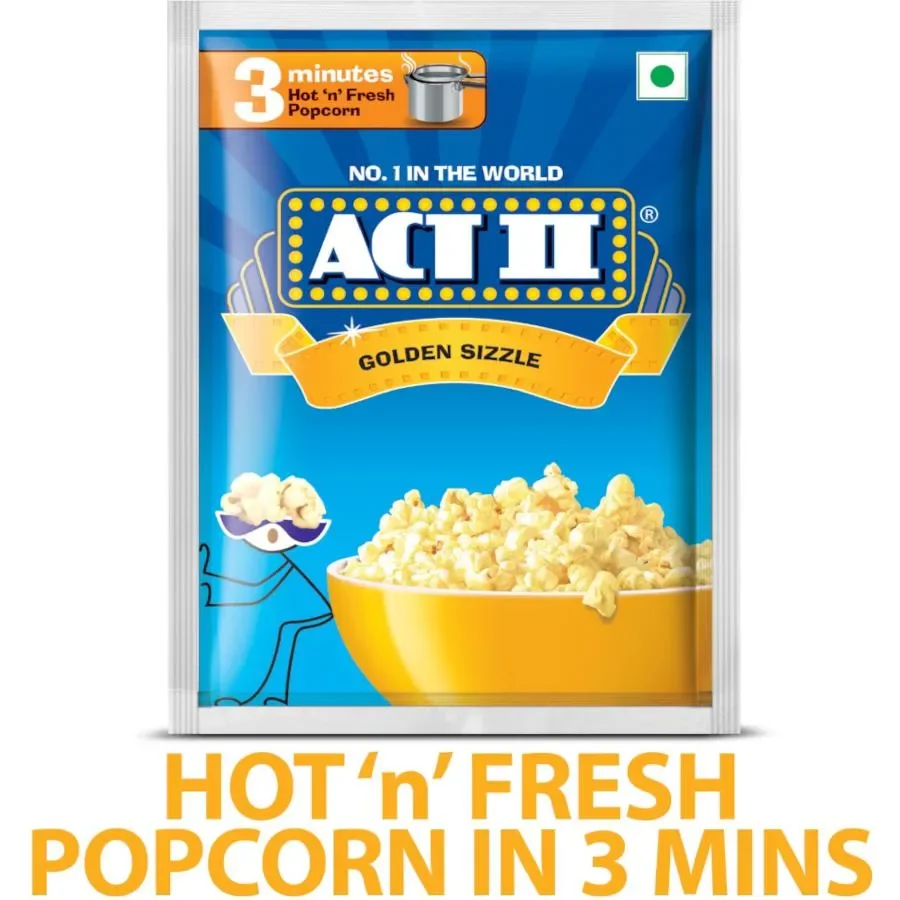 3 minutes
Hot ‘n’ Fresh
Popcorn
NO. 1 IN THE WORLD
ACT II ®
GOLDEN SIZZLE
HOT ‘n’ FRESH
POPCORN IN 3 MINS